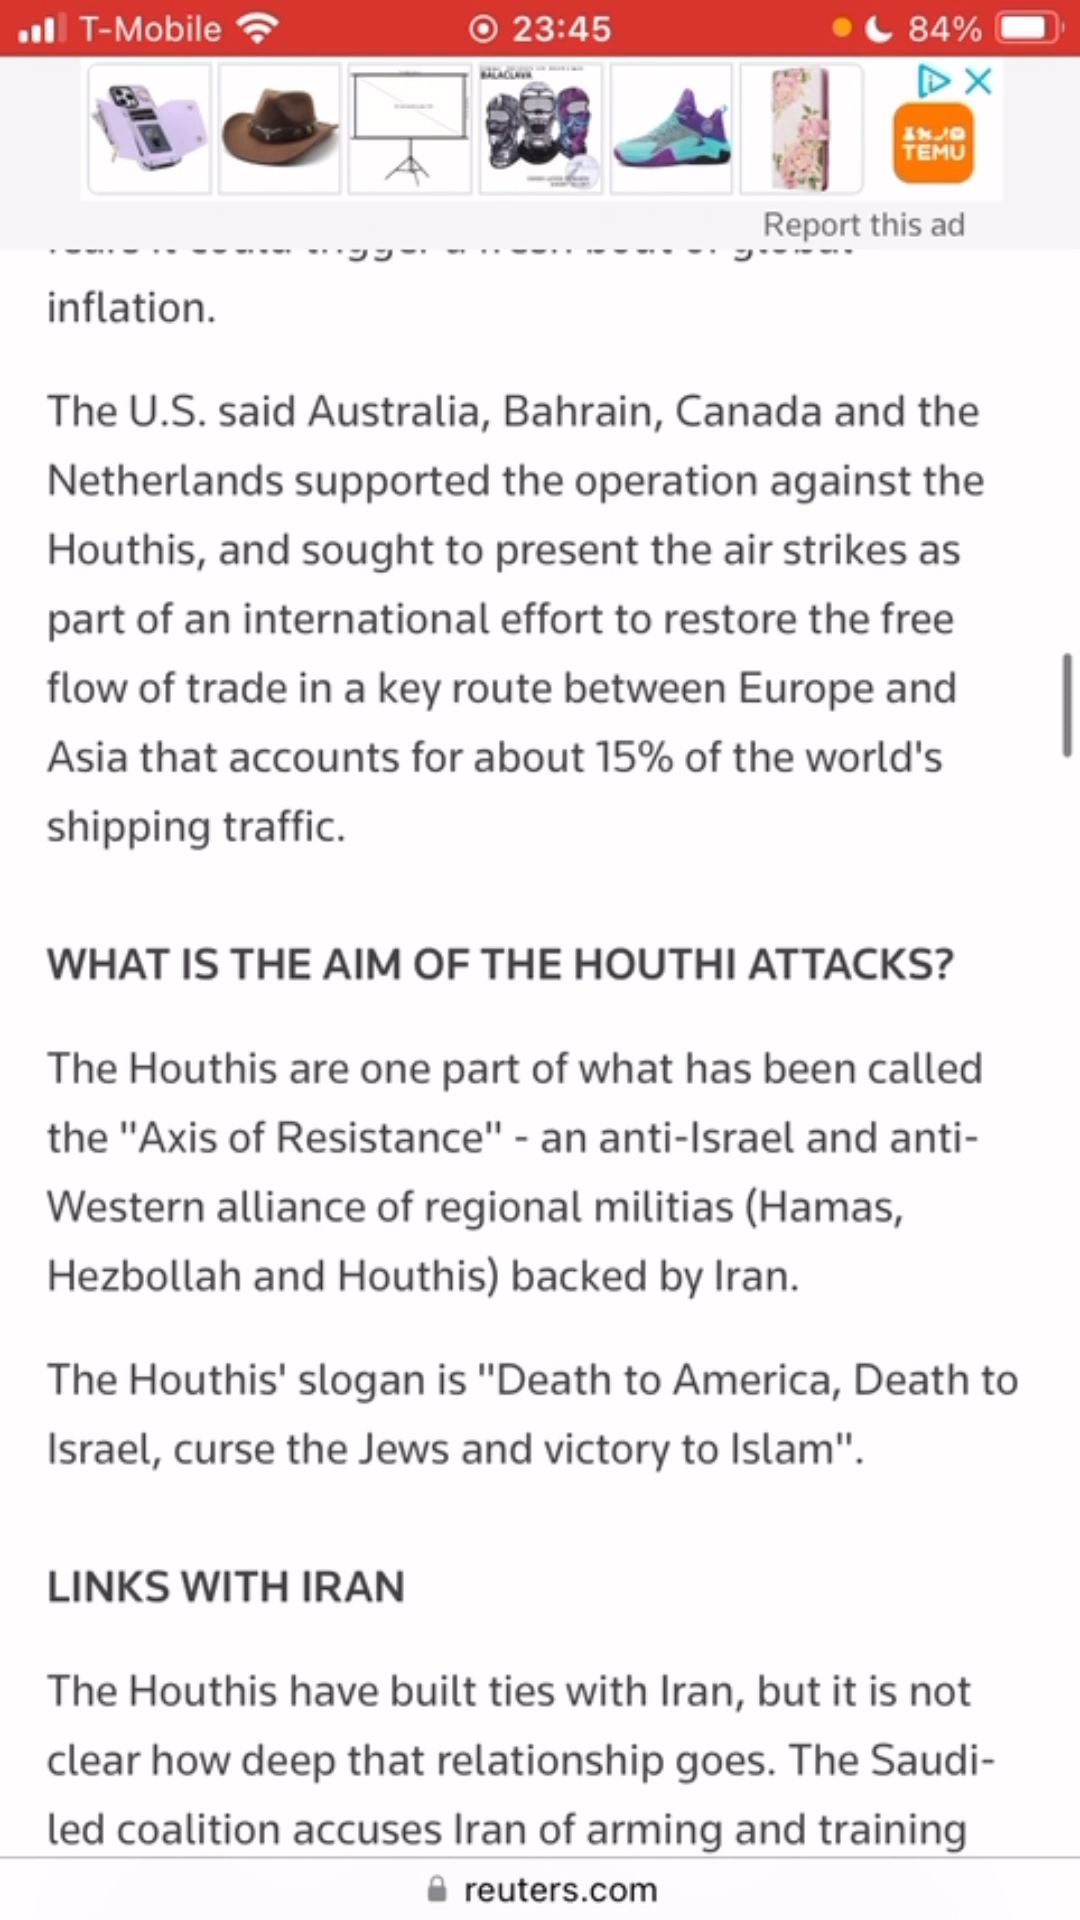 T-Mobile 23:45 84%
BALACLAVA
TEMU
Report this ad
inflation.
The U.S. said Australia, Bahrain, Canada and the
Netherlands supported the operation against the
Houthis, and sought to present the air strikes as
part of an international effort to restore the free
flow of trade in a key route between Europe and
Asia that accounts for about 15% of the world's
shipping traffic.
WHAT IS THE AIM OF THE HOUTHI ATTACKS?
The Houthis are one part of what has been called
the "Axis of Resistance" - an anti-Israel and anti-
Western alliance of regional militias (Hamas,
Hezbollah and Houthis) backed by Iran.
The Houthis' slogan is "Death to America, Death to
Israel, curse the Jews and victory to Islam".
LINKS WITH IRAN
The Houthis have built ties with Iran, but it is not
clear how deep that relationship goes. The Saudi-
led coalition accuses Iran of arming and training
reuters.com